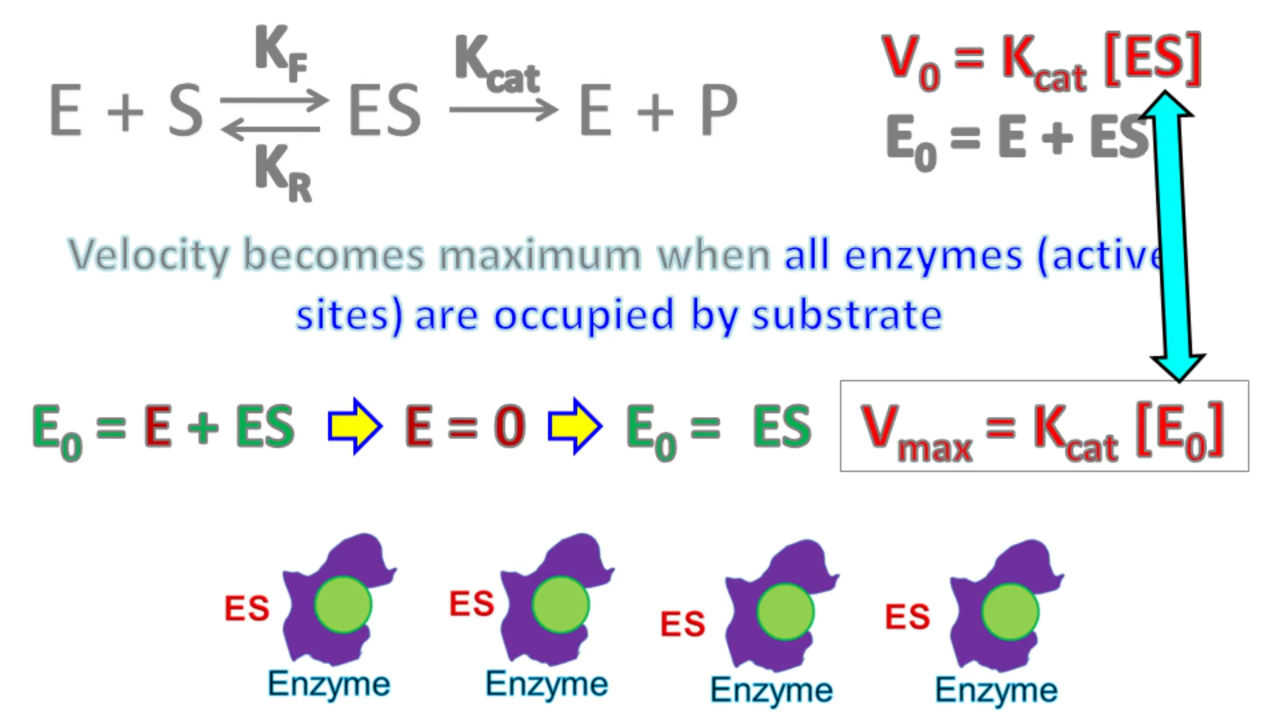 K_F K_cat
E + S ⇌ ES → E + P
K_R
V_0 = K_cat [ES]
E_0 = E + ES
Velocity becomes maximum when all enzymes (active
sites) are occupied by substrate
E_0 = E + ES ⇨ E = 0 ⇨ E_0 = ES V_max = K_cat [E_0]
ES ES ES ES
Enzyme Enzyme Enzyme Enzyme